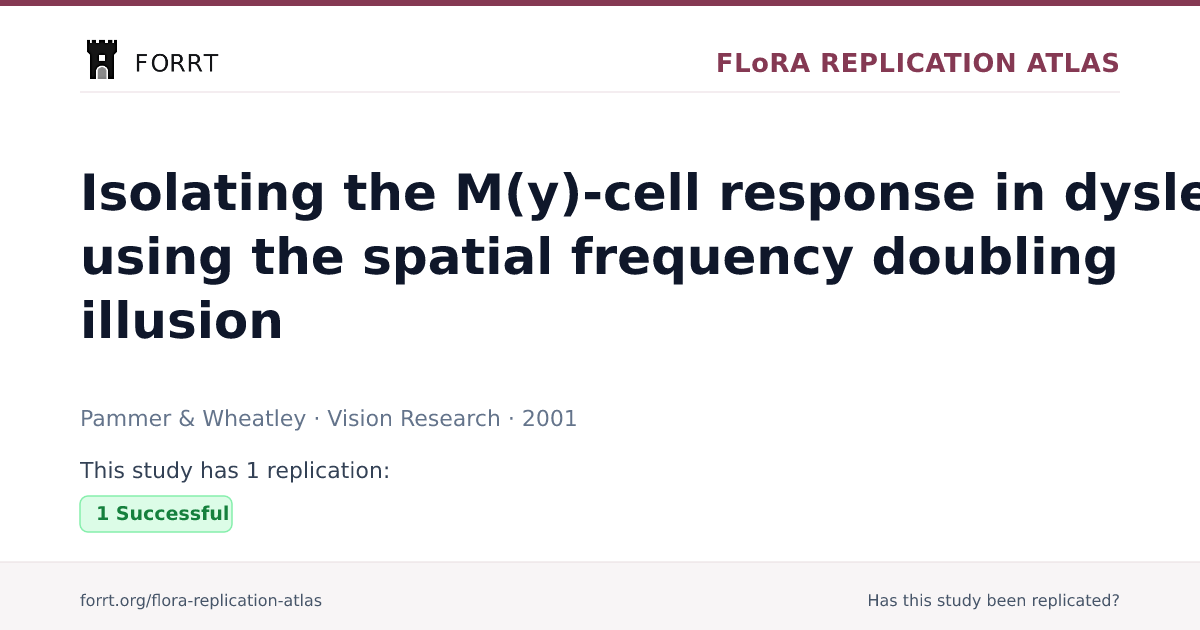 FORRT
FLoRA REPLICATION ATLAS
Isolating the M(y)-cell response in dysle
using the spatial frequency doubling
illusion
Pammer & Wheatley · Vision Research · 2001
This study has 1 replication:
1 Successful
forrt.org/flora-replication-atlas
Has this study been replicated?